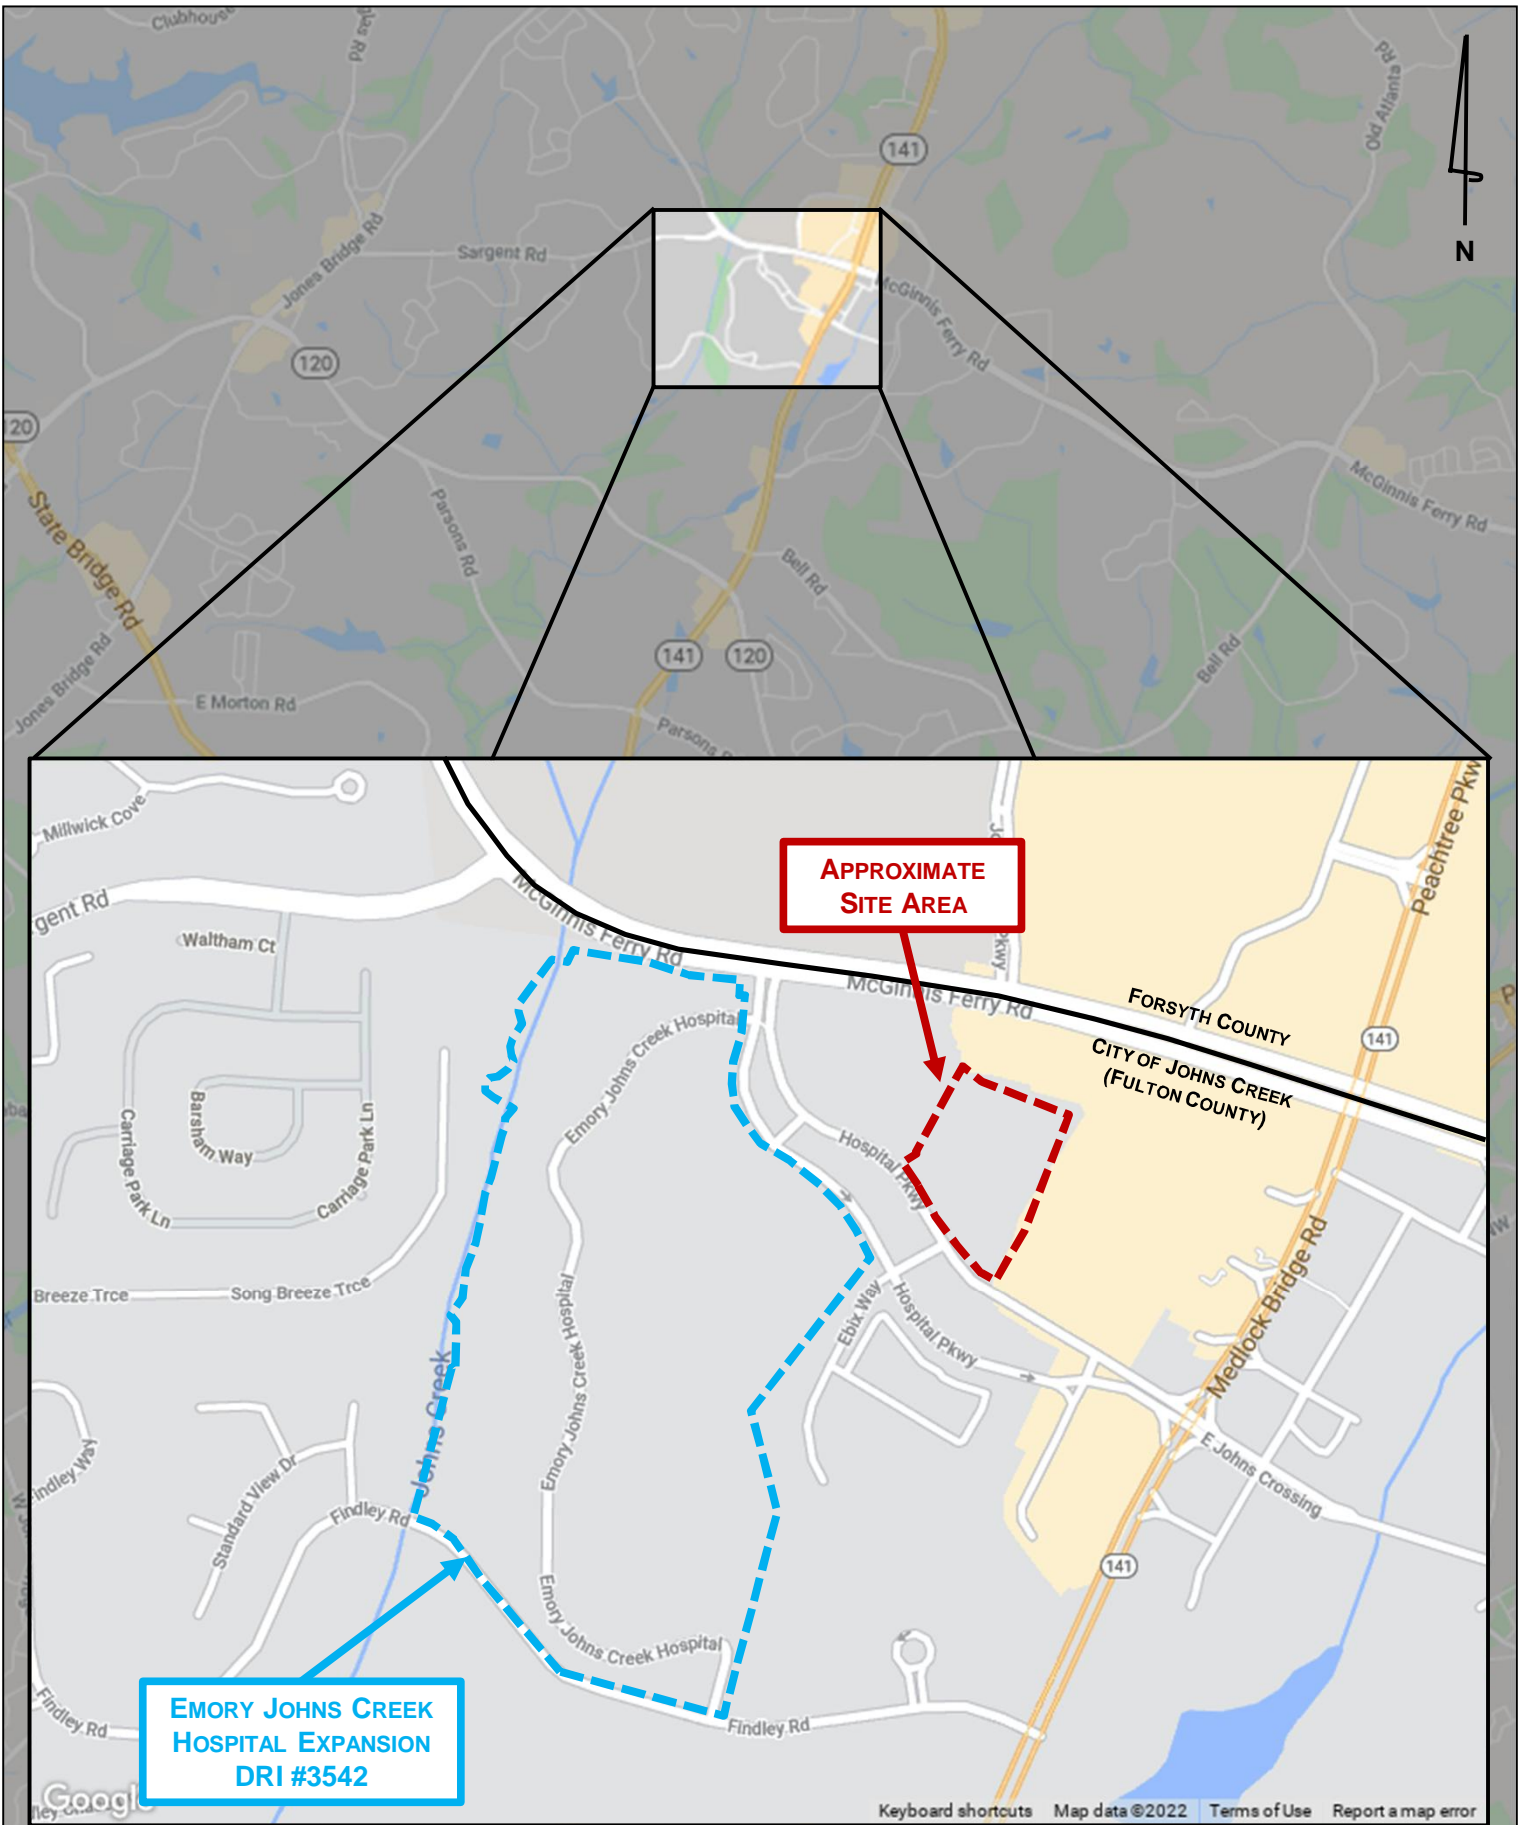 Clubhouse
141
Old Atlanta Rd
N
Jones Bridge Rd
Sargent Rd
McGinnis Ferry Rd
120
120
McGinnis Ferry Rd
State Bridge Rd
Parsons Rd
Bell Rd
141
120
Bell Rd
Jones Bridge Rd
E Morton Rd
Parsons
Millwick Cove
Peachtree Pkw
APPROXIMATE
SITE AREA
gent Rd
McGinnis Ferry Rd
Waltham Ct
kwy
McGinnis Ferry Rd
FORSYTH COUNTY
CITY OF JOHNS CREEK
(FULTON COUNTY)
141
Emory Johns Creek Hospital
Barsham Way
Carriage Park Ln
Carriage Park Ln
Hospital Pkwy
Breeze Trce
Song Breeze Trce
Emory Johns Creek Hospital
Ebix Way
Hospital Pkwy
Medlock Bridge Rd
Johns Creek
Emory Johns Creek Hospital
Findley Way
Standard View Dr
Findley Rd
E Johns Crossing
141
Emory Johns Creek Hospital
Findley Rd
Findley Rd
EMORY JOHNS CREEK
HOSPITAL EXPANSION
DRI #3542
Google
Keyboard shortcuts Map data ©2022 Terms of Use Report a map error